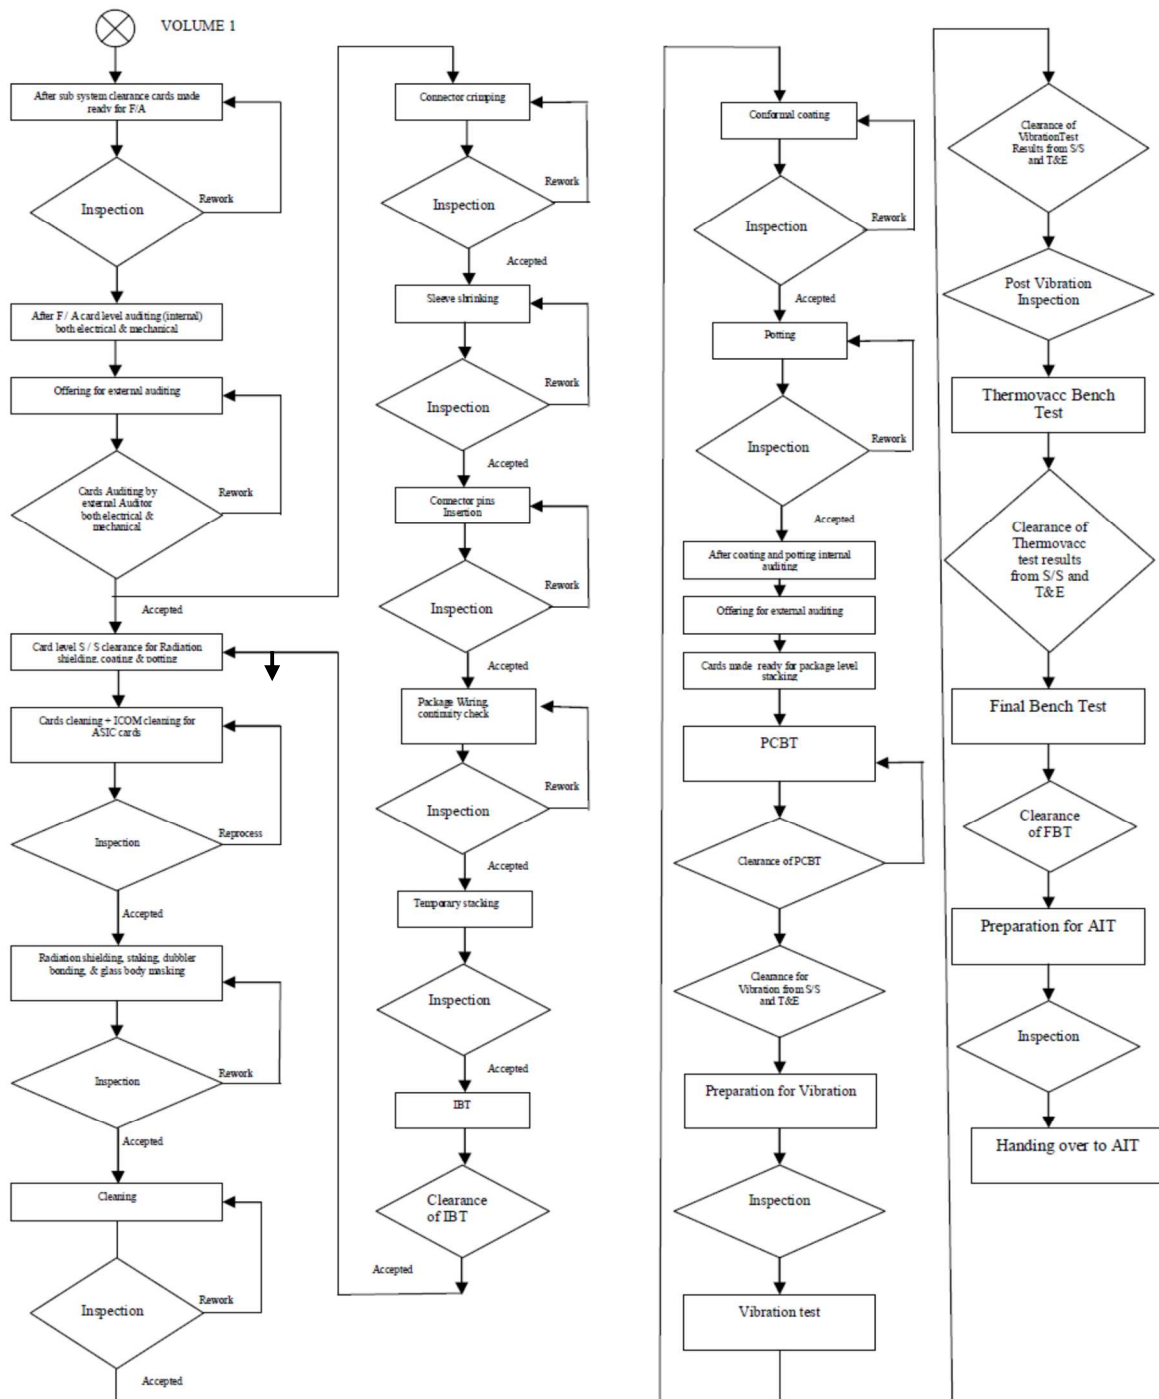 VOLUME 1
After sub system clearance cards made
ready for F/A
Inspection
Rework
After F / A card level auditing (internal)
both electrical & mechanical
Offering for external auditing
Cards Auditing by
external Auditor
both electrical &
mechanical
Rework
Accepted
Card level S / S clearance for Radiation
shielding, coating & potting
Cards cleaning + ICOM cleaning for
ASIC cards
Inspection
Reprocess
Accepted
Radiation shielding, staking, dubbler
bonding, & glass body masking
Inspection
Rework
Accepted
Cleaning
Inspection
Rework
Accepted
Connector crimping
Inspection
Rework
Accepted
Sleeve shrinking
Inspection
Rework
Accepted
Connector pins
Insertion
Inspection
Rework
Accepted
Package Wiring,
continuity check
Inspection
Rework
Accepted
Temporary stacking
Inspection
Accepted
IBT
Clearance
of IBT
Accepted
Conformal coating
Inspection
Rework
Accepted
Potting
Inspection
Rework
Accepted
After coating and potting internal
auditing
Offering for external auditing
Cards made ready for package level
stacking
PCBT
Clearance of PCBT
Clearance for
Vibration from S/S
and T&E
Preparation for Vibration
Inspection
Vibration test
Clearance of
VibrationTest
Results from S/S
and T&E
Post Vibration
Inspection
Thermovacc Bench
Test
Clearance of
Thermovacc
test results
from S/S and
T&E
Final Bench Test
Clearance
of FBT
Preparation for AIT
Inspection
Handing over to AIT